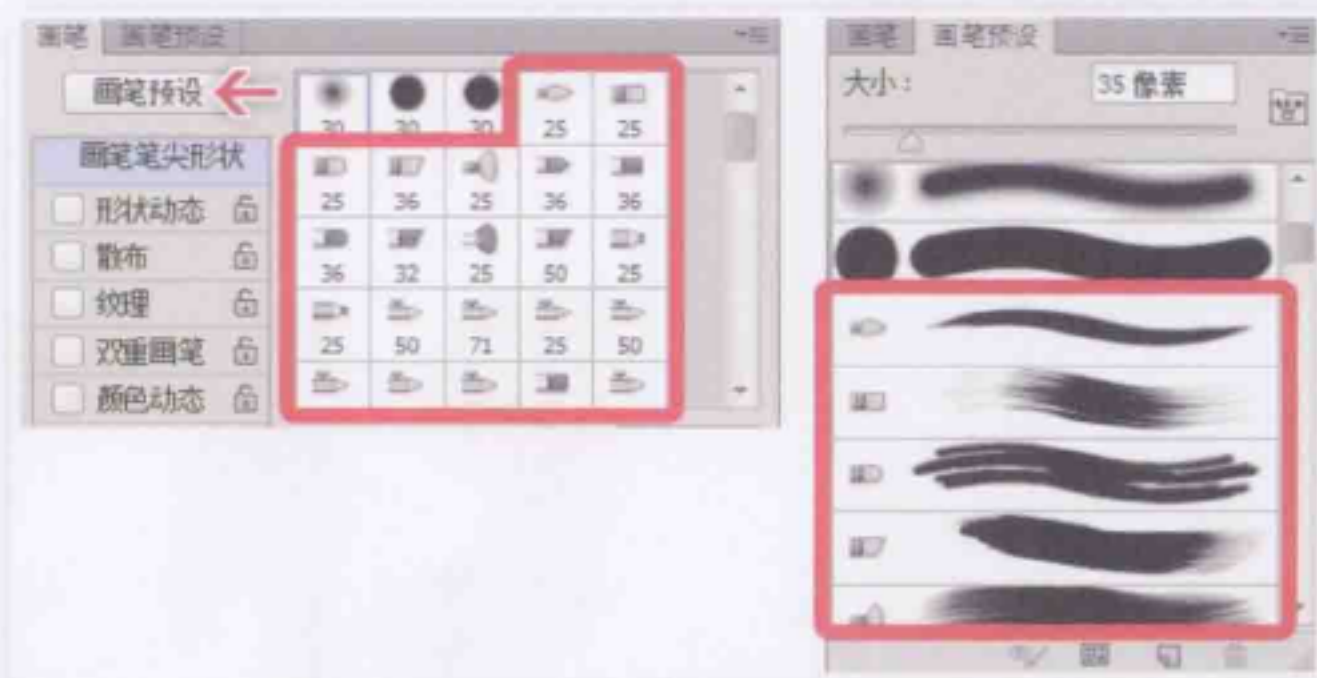 画笔 画笔预设
画笔预设
30 30 30 25 25
画笔笔尖形状
25 36 25 36 36
形状动态
散布
36 32 25 50 25
纹理
双重画笔
25 50 71 25 50
颜色动态
画笔 画笔预设
大小: 35 像素